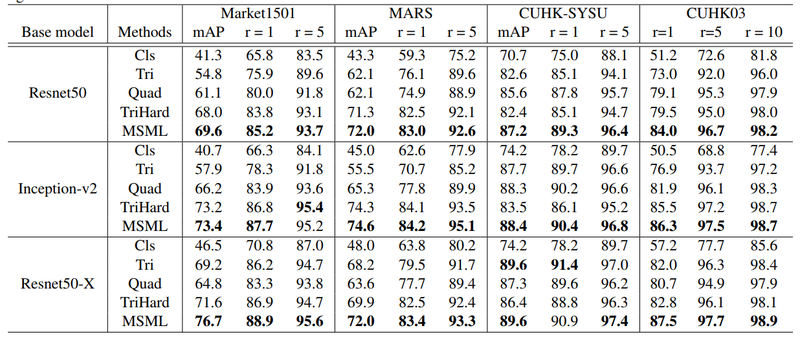 Market1501 MARS CUHK-SYSU CUHK03
Base model Methods mAP r = 1 r = 5 mAP r = 1 r = 5 mAP r = 1 r = 5 r=1 r=5 r = 10
Cls 41.3 65.8 83.5 43.3 59.3 75.2 70.7 75.0 88.1 51.2 72.6 81.8
Tri 54.8 75.9 89.6 62.1 76.1 89.6 82.6 85.1 94.1 73.0 92.0 96.0
Resnet50 Quad 61.1 80.0 91.8 62.1 74.9 88.9 85.6 87.8 95.7 79.1 95.3 97.9
TriHard 68.0 83.8 93.1 71.3 82.5 92.1 82.4 85.1 94.7 79.5 95.0 98.0
MSML 69.6 85.2 93.7 72.0 83.0 92.6 87.2 89.3 96.4 84.0 96.7 98.2
Cls 40.7 66.3 84.1 45.0 62.6 77.9 74.2 78.2 89.7 50.5 68.8 77.4
Tri 57.9 78.3 91.8 55.5 70.7 85.2 87.7 89.7 96.6 76.9 93.7 97.2
Inception-v2 Quad 66.2 83.9 93.6 65.3 77.8 89.9 88.3 90.2 96.6 81.9 96.1 98.3
TriHard 73.2 86.8 95.4 74.3 84.1 93.5 83.5 86.1 95.2 85.5 97.2 98.7
MSML 73.4 87.7 95.2 74.6 84.2 95.1 88.4 90.4 96.8 86.3 97.5 98.7
Cls 46.5 70.8 87.0 48.0 63.8 80.2 74.2 78.2 89.7 57.2 77.7 85.6
Tri 69.2 86.2 94.7 68.2 79.5 91.7 89.6 91.4 97.0 82.0 96.3 98.4
Resnet50-X Quad 64.8 83.3 93.8 63.6 77.7 89.4 87.3 89.6 96.2 80.7 94.9 97.9
TriHard 71.6 86.9 94.7 69.9 82.5 92.4 86.4 88.8 96.3 82.8 96.1 98.1
MSML 76.7 88.9 95.6 72.0 83.4 93.3 89.6 90.9 97.4 87.5 97.7 98.9